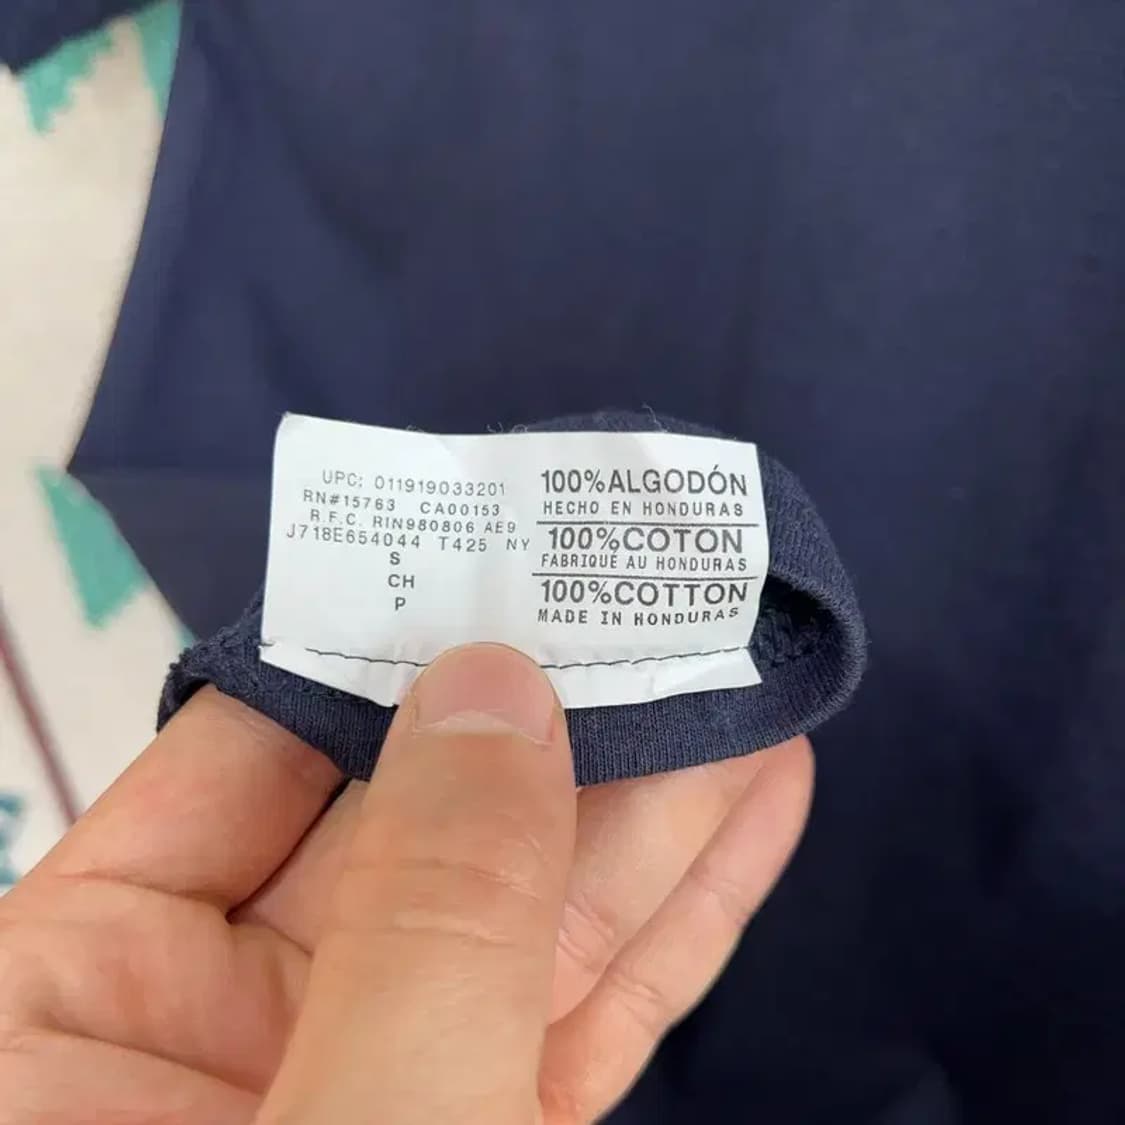 UPC: 011919033201
RN#15763 CA00153
R.F.C. RIN980806 AE9
J718E654044 T425 NY
S
CH
P
100%ALGODÓN
HECHO EN HONDURAS
100%COTON
FABRIQUÉ AU HONDURAS
100%COTTON
MADE IN HONDURAS